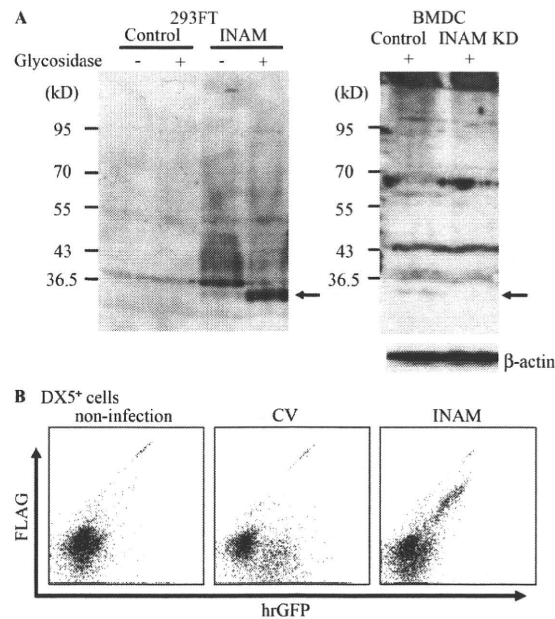 A
293FT
Control INAM
Glycosidase - + - +
(kD)
95
70
55
43
36.5
BMDC
Control INAM KD
+ +
(kD)
95
70
55
43
36.5
β-actin
B DX5+ cells
non-infection CV INAM
FLAG
hrGFP